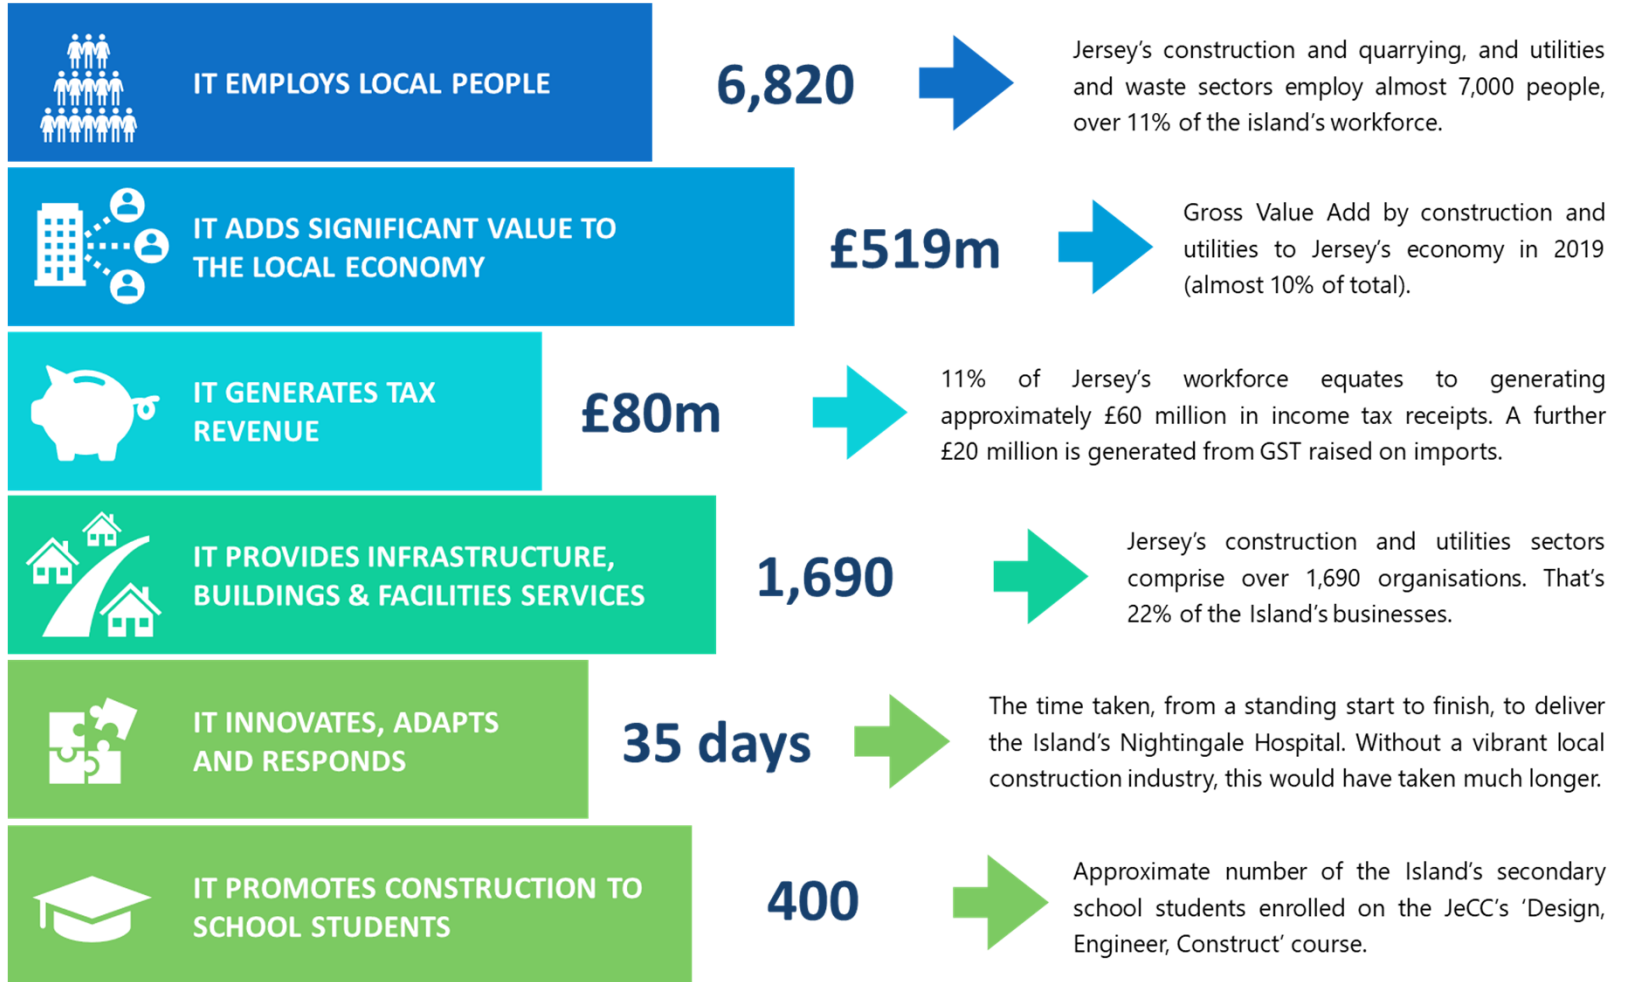 IT EMPLOYS LOCAL PEOPLE
6,820
Jersey's construction and quarrying, and utilities
and waste sectors employ almost 7,000 people,
over 11% of the island's workforce.
IT ADDS SIGNIFICANT VALUE TO
THE LOCAL ECONOMY
£519m
Gross Value Add by construction and
utilities to Jersey's economy in 2019
(almost 10% of total).
IT GENERATES TAX
REVENUE
£80m
11% of Jersey's workforce equates to generating
approximately £60 million in income tax receipts. A further
£20 million is generated from GST raised on imports.
IT PROVIDES INFRASTRUCTURE,
BUILDINGS & FACILITIES SERVICES
1,690
Jersey's construction and utilities sectors
comprise over 1,690 organisations. That's
22% of the Island's businesses.
IT INNOVATES, ADAPTS
AND RESPONDS
35 days
The time taken, from a standing start to finish, to deliver
the Island's Nightingale Hospital. Without a vibrant local
construction industry, this would have taken much longer.
IT PROMOTES CONSTRUCTION TO
SCHOOL STUDENTS
400
Approximate number of the Island's secondary
school students enrolled on the JeCC's 'Design,
Engineer, Construct' course.